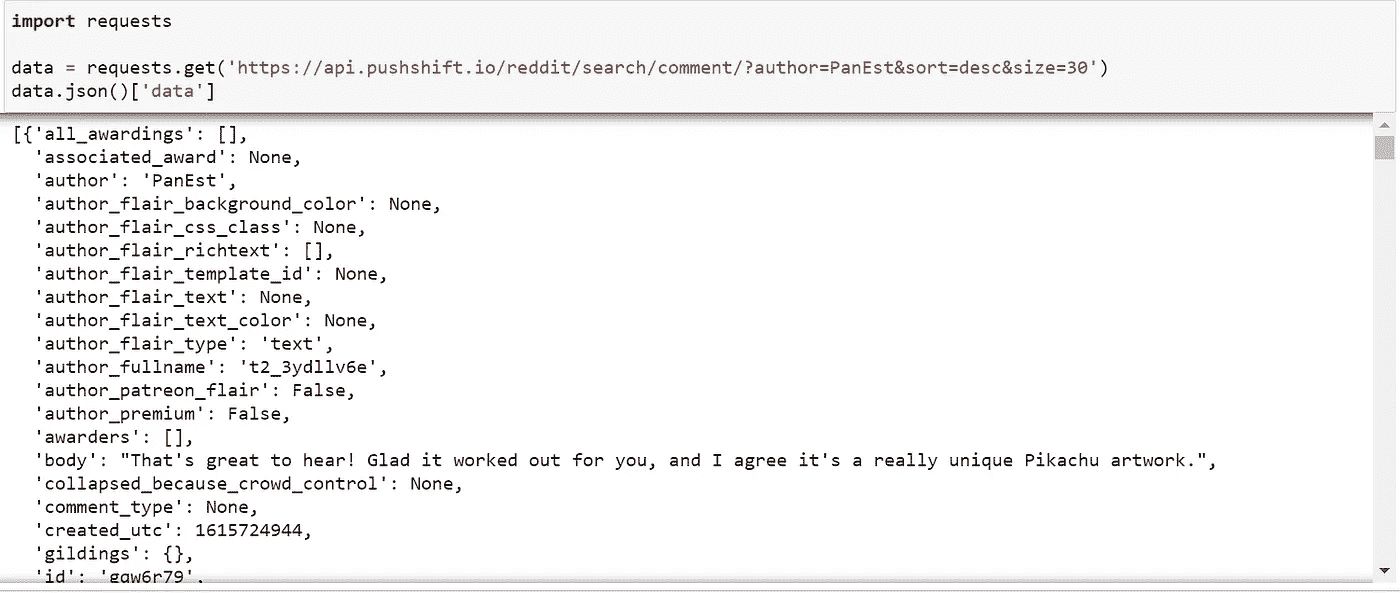 import requests
data = requests.get('https://api.pushshift.io/reddit/search/comment/?author=PanEst&sort=desc&size=30')
data.json()['data']
[{'all_awardings': [],
'associated_award': None,
'author': 'PanEst',
'author_flair_background_color': None,
'author_flair_css_class': None,
'author_flair_richtext': [],
'author_flair_template_id': None,
'author_flair_text': None,
'author_flair_text_color': None,
'author_flair_type': 'text',
'author_fullname': 't2_3ydllv6e',
'author_patreon_flair': False,
'author_premium': False,
'awarders': [],
'body': "That's great to hear! Glad it worked out for you, and I agree it's a really unique Pikachu artwork.",
'collapsed_because_crowd_control': None,
'comment_type': None,
'created_utc': 1615724944,
'gildings': {},
'id': 'gqw6r79',